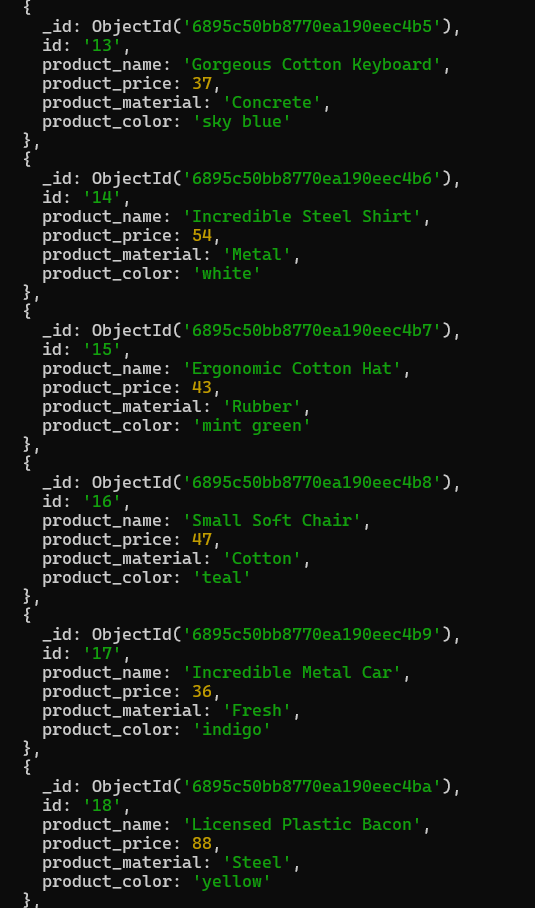 {
_id: ObjectId('6895c50bb8770ea190eec4b5'),
id: '13',
product_name: 'Gorgeous Cotton Keyboard',
product_price: 37,
product_material: 'Concrete',
product_color: 'sky blue'
},
{
_id: ObjectId('6895c50bb8770ea190eec4b6'),
id: '14',
product_name: 'Incredible Steel Shirt',
product_price: 54,
product_material: 'Metal',
product_color: 'white'
},
{
_id: ObjectId('6895c50bb8770ea190eec4b7'),
id: '15',
product_name: 'Ergonomic Cotton Hat',
product_price: 43,
product_material: 'Rubber',
product_color: 'mint green'
},
{
_id: ObjectId('6895c50bb8770ea190eec4b8'),
id: '16',
product_name: 'Small Soft Chair',
product_price: 47,
product_material: 'Cotton',
product_color: 'teal'
},
{
_id: ObjectId('6895c50bb8770ea190eec4b9'),
id: '17',
product_name: 'Incredible Metal Car',
product_price: 36,
product_material: 'Fresh',
product_color: 'indigo'
},
{
_id: ObjectId('6895c50bb8770ea190eec4ba'),
id: '18',
product_name: 'Licensed Plastic Bacon',
product_price: 88,
product_material: 'Steel',
product_color: 'yellow'
},